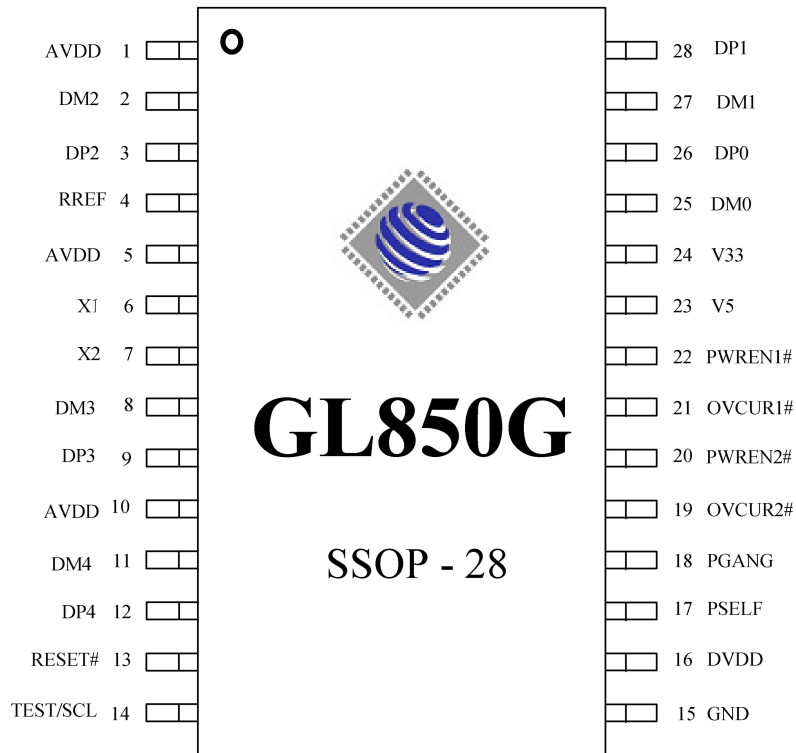 AVDD 1
DM2 2
DP2 3
RREF 4
AVDD 5
X1 6
X2 7
DM3 8
DP3 9
AVDD 10
DM4 11
DP4 12
RESET# 13
TEST/SCL 14
GL850G
SSOP - 28
28 DP1
27 DM1
26 DP0
25 DM0
24 V33
23 V5
22 PWREN1#
21 OVCUR1#
20 PWREN2#
19 OVCUR2#
18 PGANG
17 PSELF
16 DVDD
15 GND